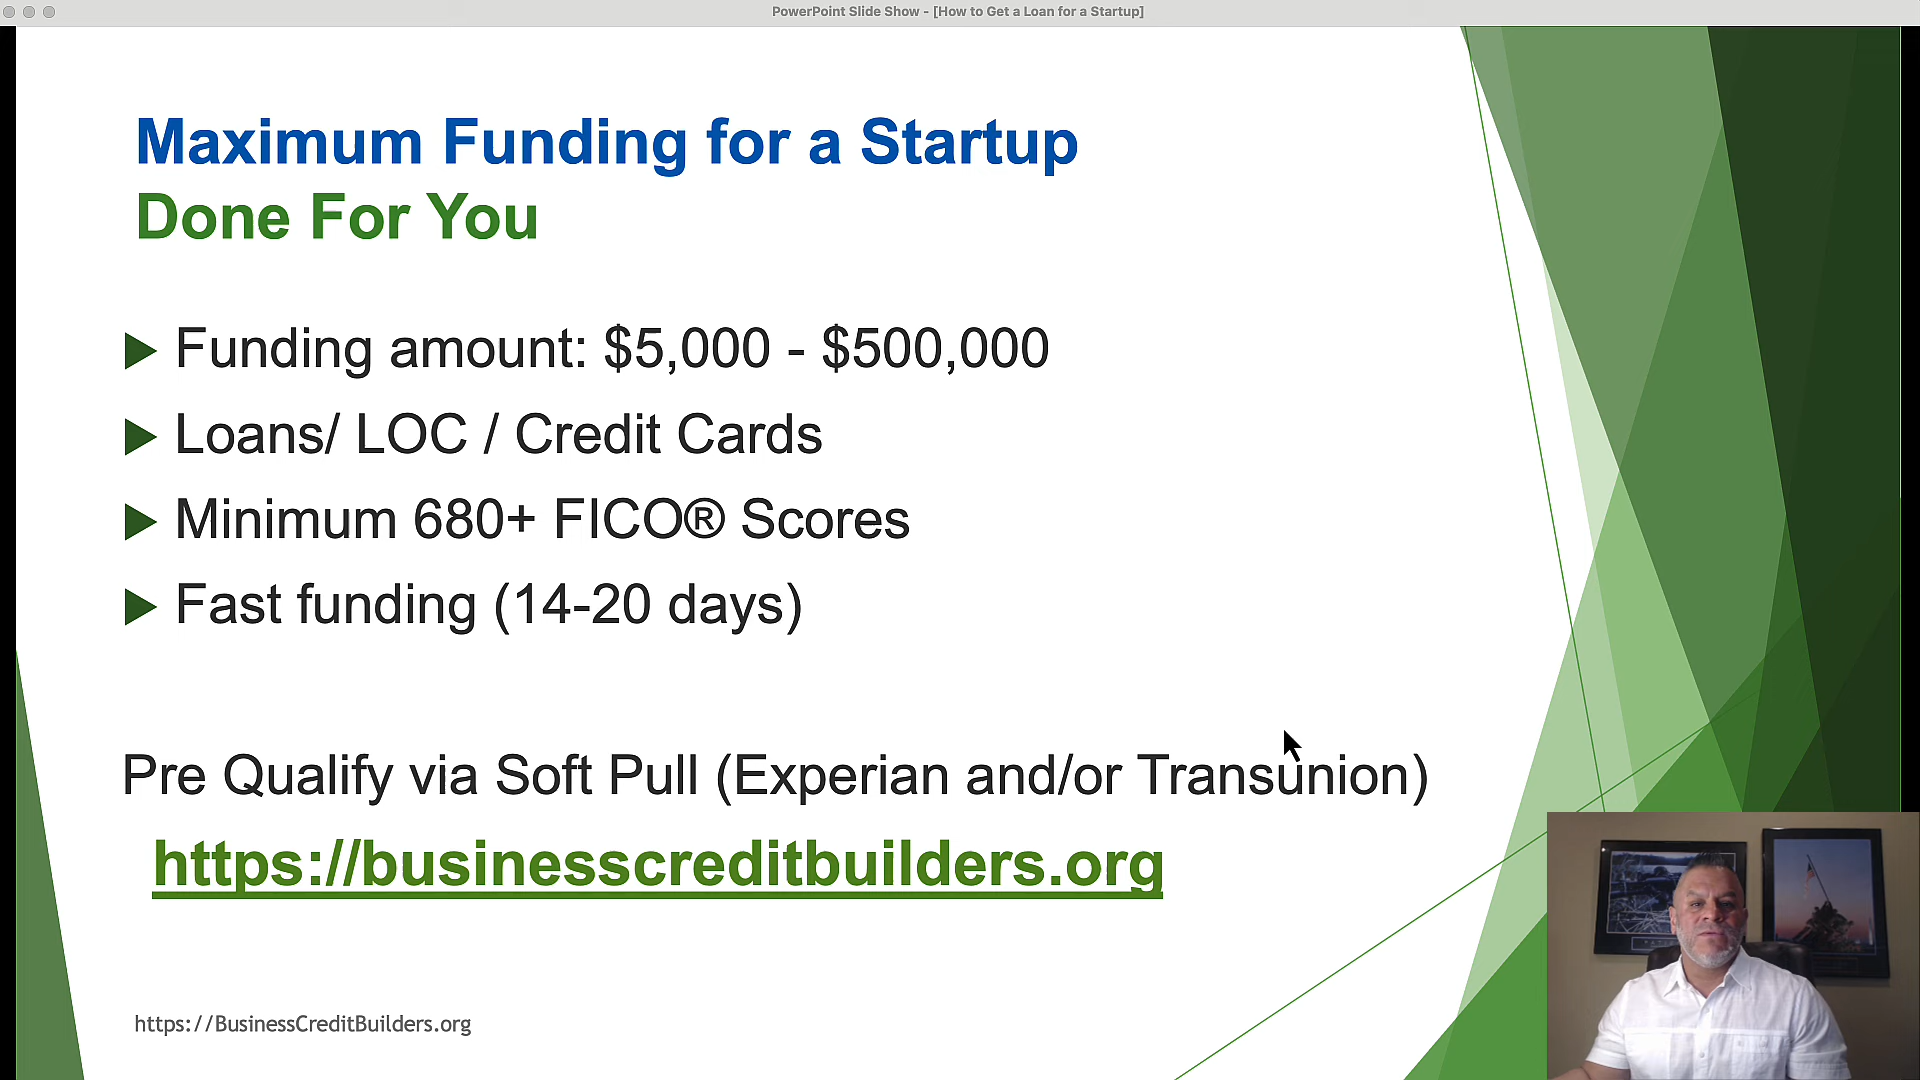 PowerPoint Slide Show - [How to Get a Loan for a Startup]
Maximum Funding for a Startup
Done For You
Funding amount: $5,000 - $500,000
Loans/ LOC / Credit Cards
Minimum 680+ FICO® Scores
Fast funding (14-20 days)
Pre Qualify via Soft Pull (Experian and/or Transunion)
https://businesscreditbuilders.org
https://BusinessCreditBuilders.org